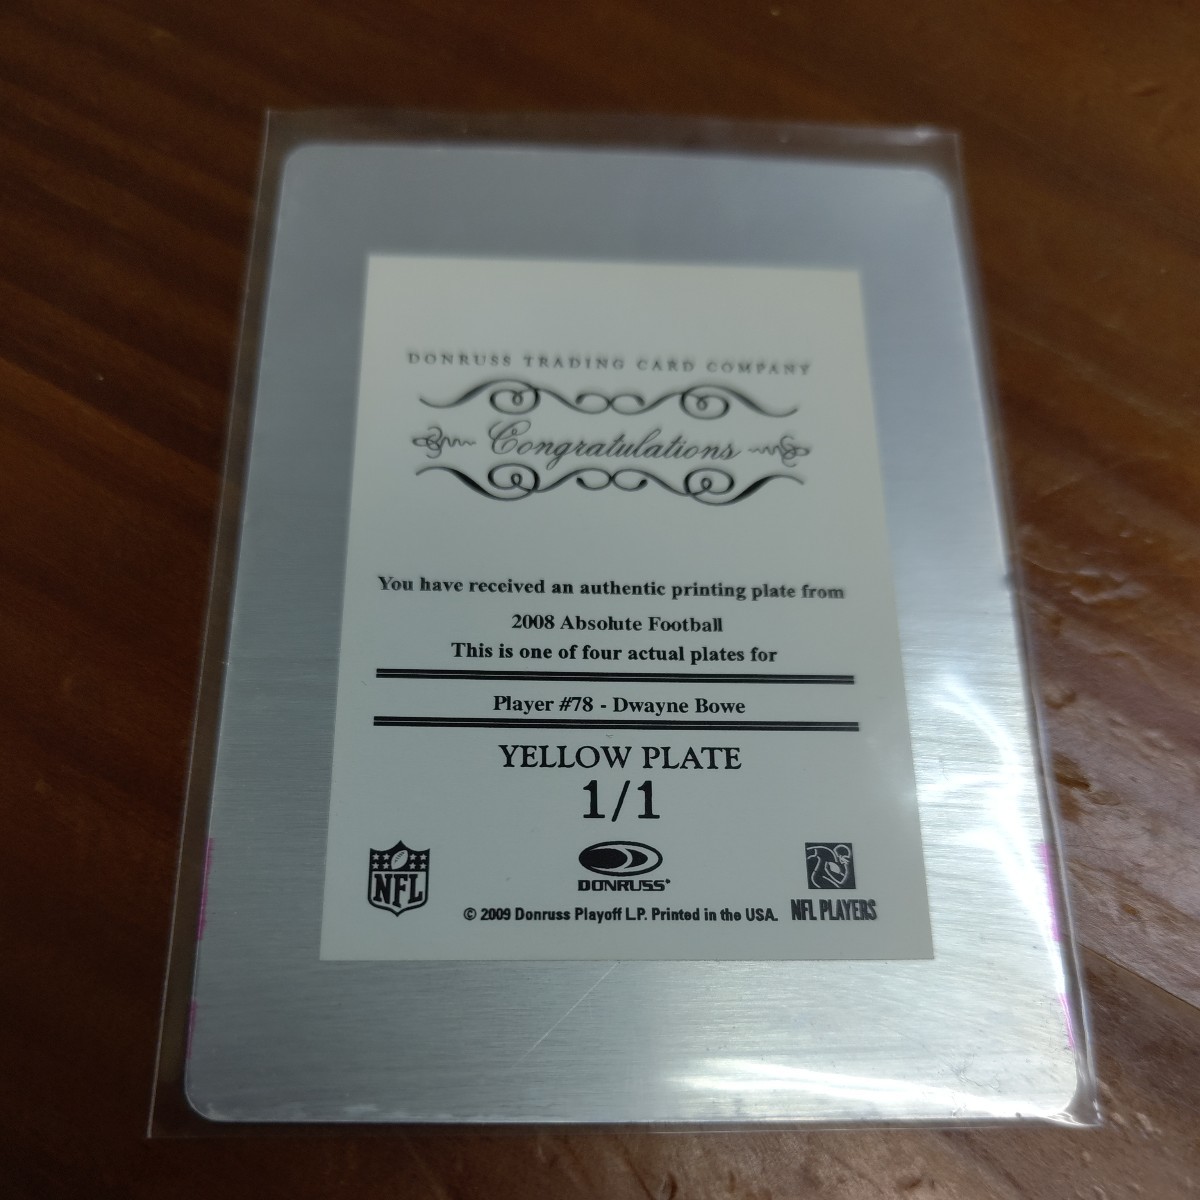 DONRUSS TRADING CARD COMPANY
Congratulations
You have received an authentic printing plate from
2008 Absolute Football
This is one of four actual plates for
Player #78 - Dwayne Bowe
YELLOW PLATE
1/1
NFL
DONRUSS
© 2009 Donruss Playoff L.P. Printed in the USA.
NFL PLAYERS